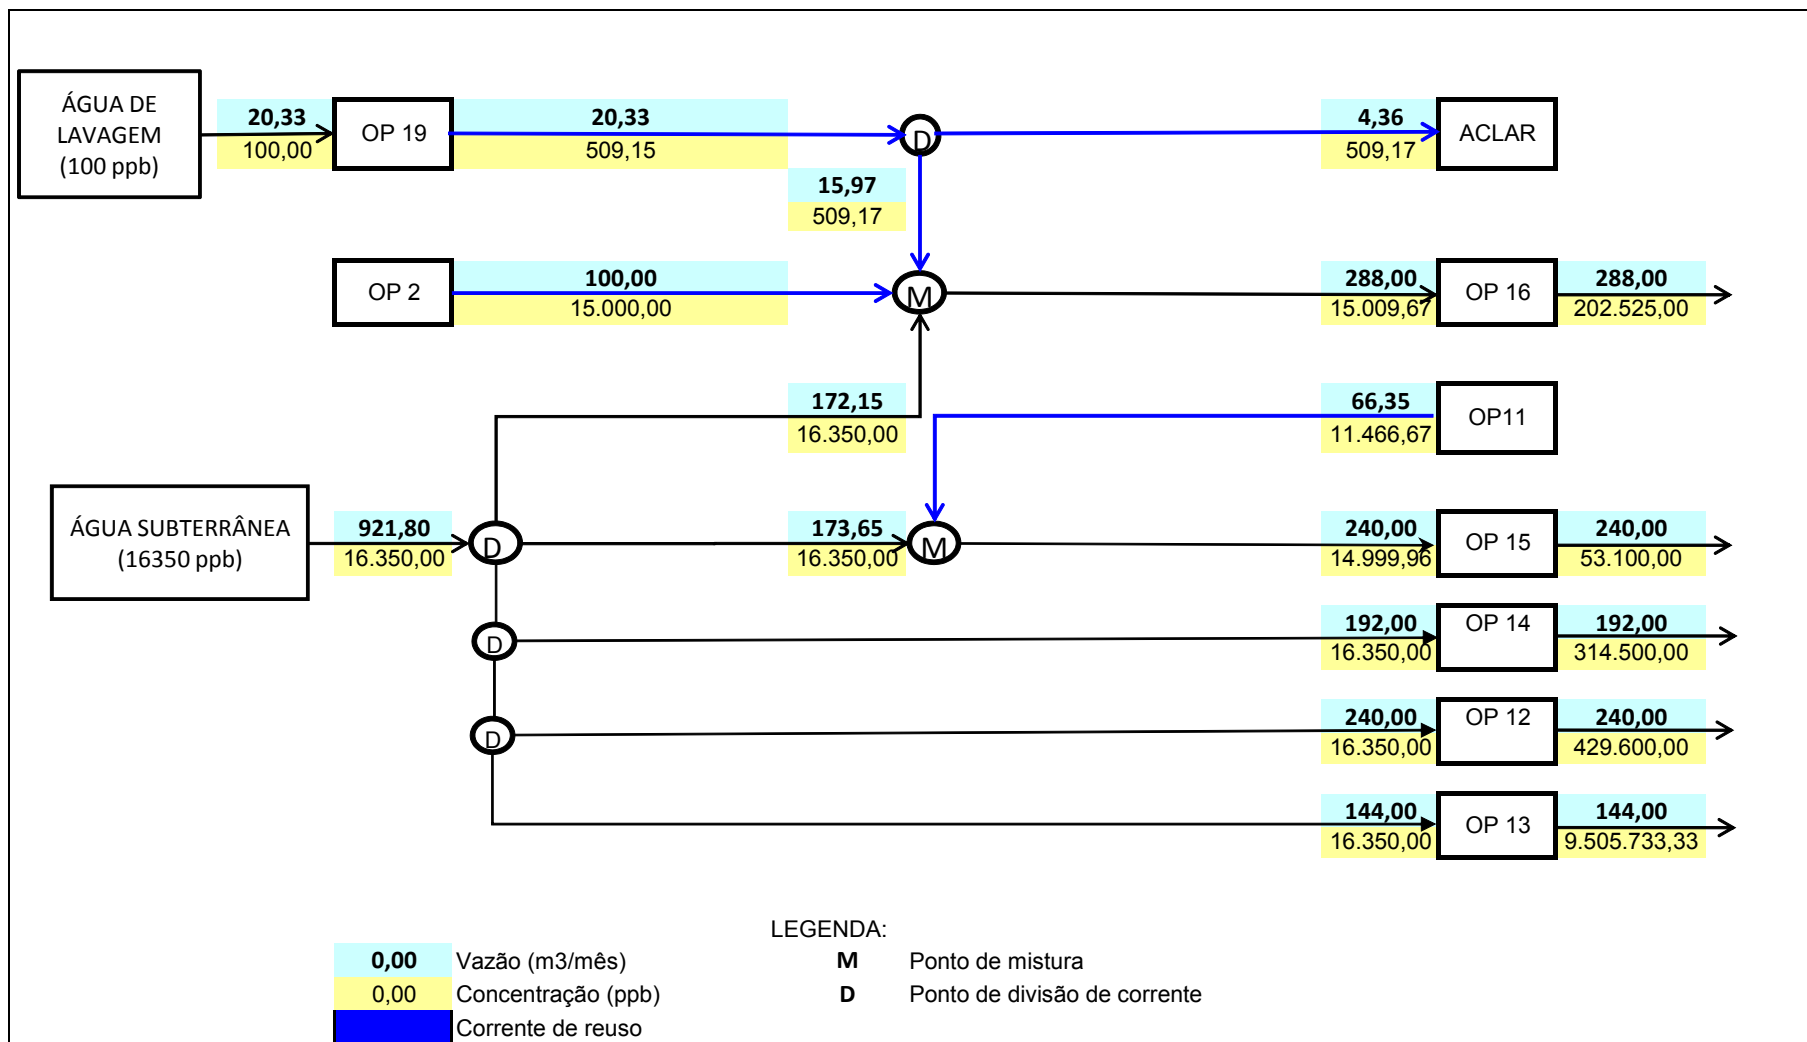 ÁGUA DE
LAVAGEM
(100 ppb)
20,33
100,00
OP 19
20,33
509,15
D
4,36
509,17
ACLAR
15,97
509,17
OP 2
100,00
15.000,00
M
288,00
15.009,67
OP 16
288,00
202.525,00
172,15
16.350,00
66,35
11.466,67
OP11
ÁGUA SUBTERRÂNEA
(16350 ppb)
921,80
16.350,00
D
173,65
16.350,00
M
240,00
14.999,96
OP 15
240,00
53.100,00
D
192,00
16.350,00
OP 14
192,00
314.500,00
D
240,00
16.350,00
OP 12
240,00
429.600,00
144,00
16.350,00
OP 13
144,00
9.505.733,33
LEGENDA:
0,00 Vazão (m3/mês)
M Ponto de mistura
0,00 Concentração (ppb)
D Ponto de divisão de corrente
Corrente de reuso